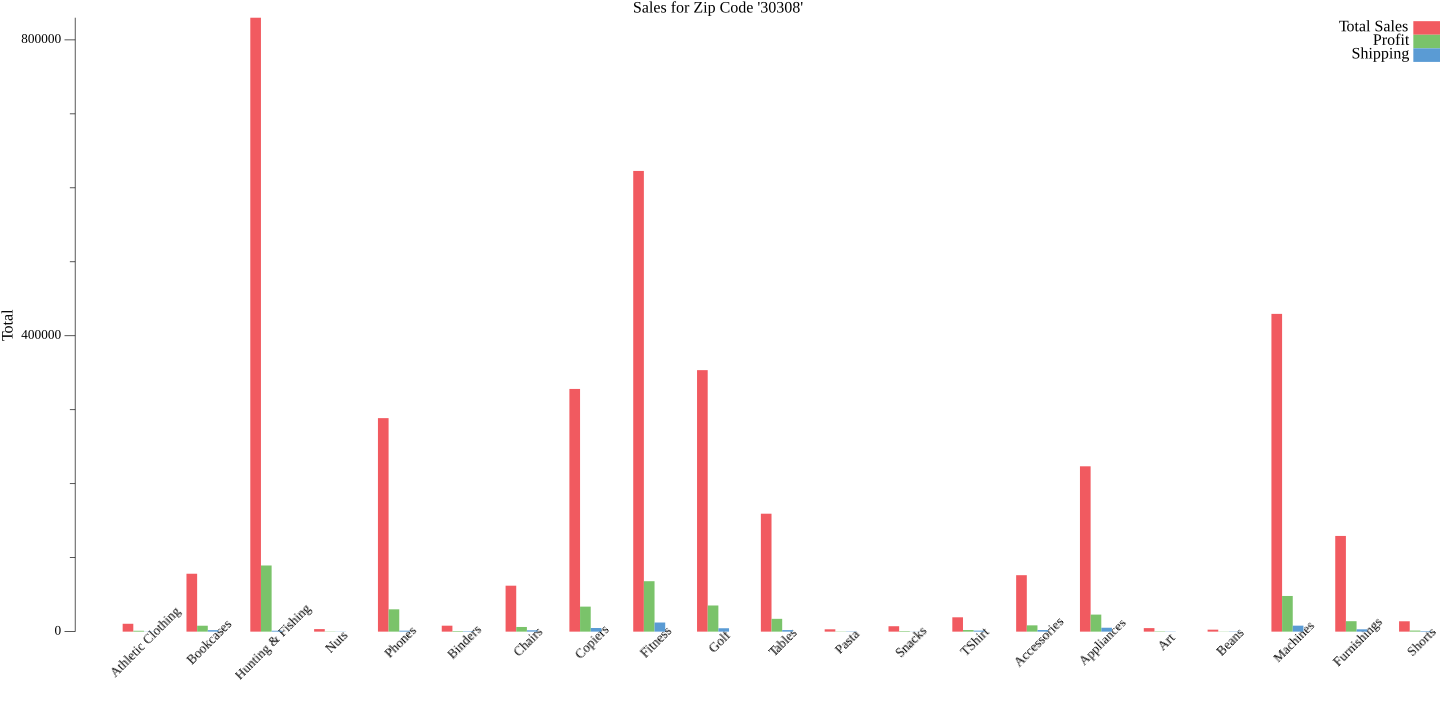 Sales for Zip Code '30308'
Total Sales
Profit
Shipping
Total
800000
400000
0
Athletic Clothing
Bookcases
Hunting & Fishing
Nuts
Phones
Binders
Chairs
Copiers
Fitness
Golf
Tables
Pasta
Snacks
TShirt
Accessories
Appliances
Art
Beans
Machines
Furnishings
Shorts